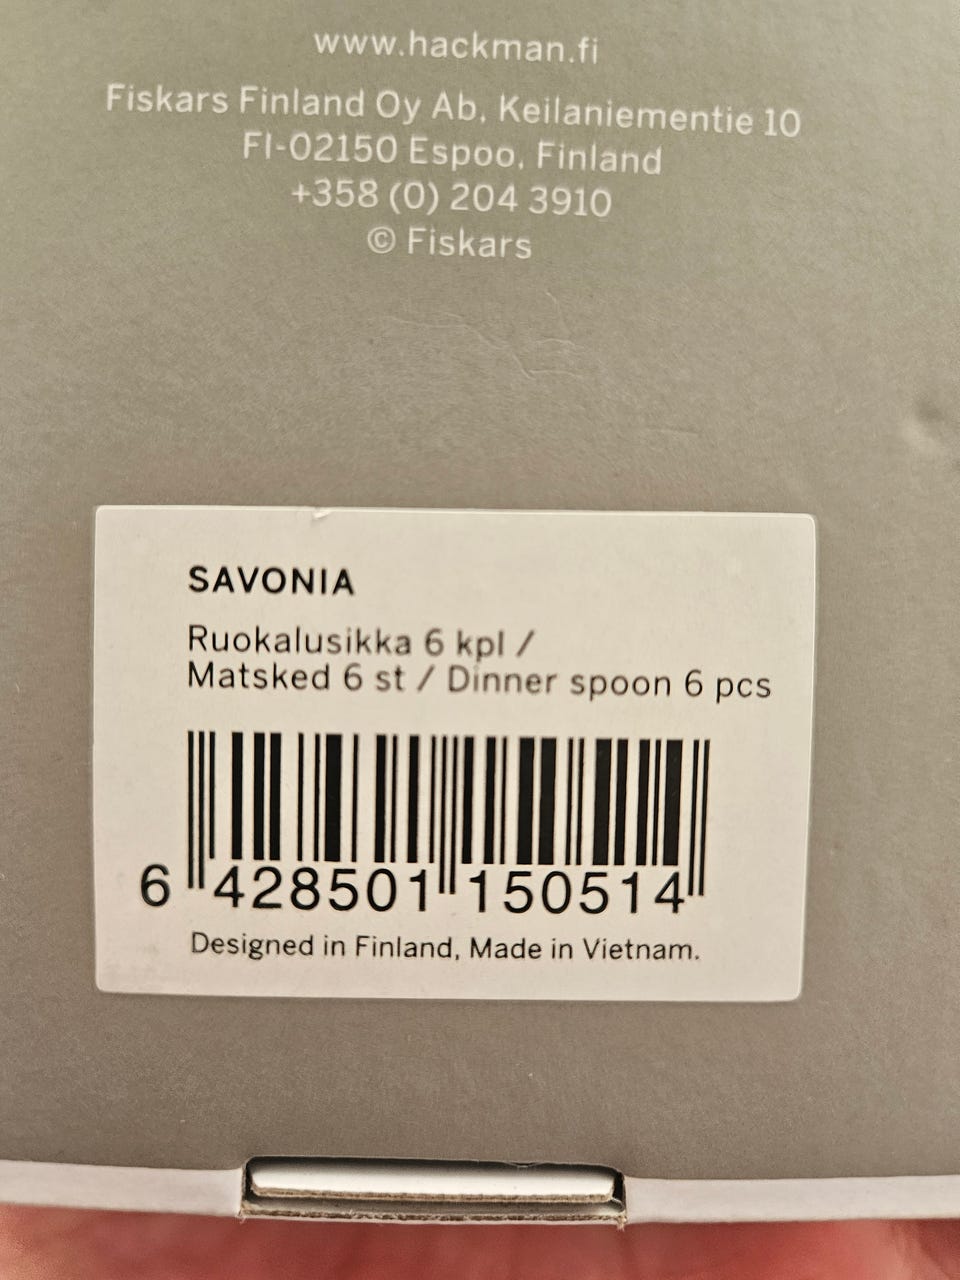 www.hackman.fi
Fiskars Finland Oy Ab, Keilaniementie 10
FI-02150 Espoo, Finland
+358 (0) 204 3910
© Fiskars
SAVONIA
Ruokalusikka 6 kpl /
Matsked 6 st / Dinner spoon 6 pcs
6 428501 150514
Designed in Finland, Made in Vietnam.